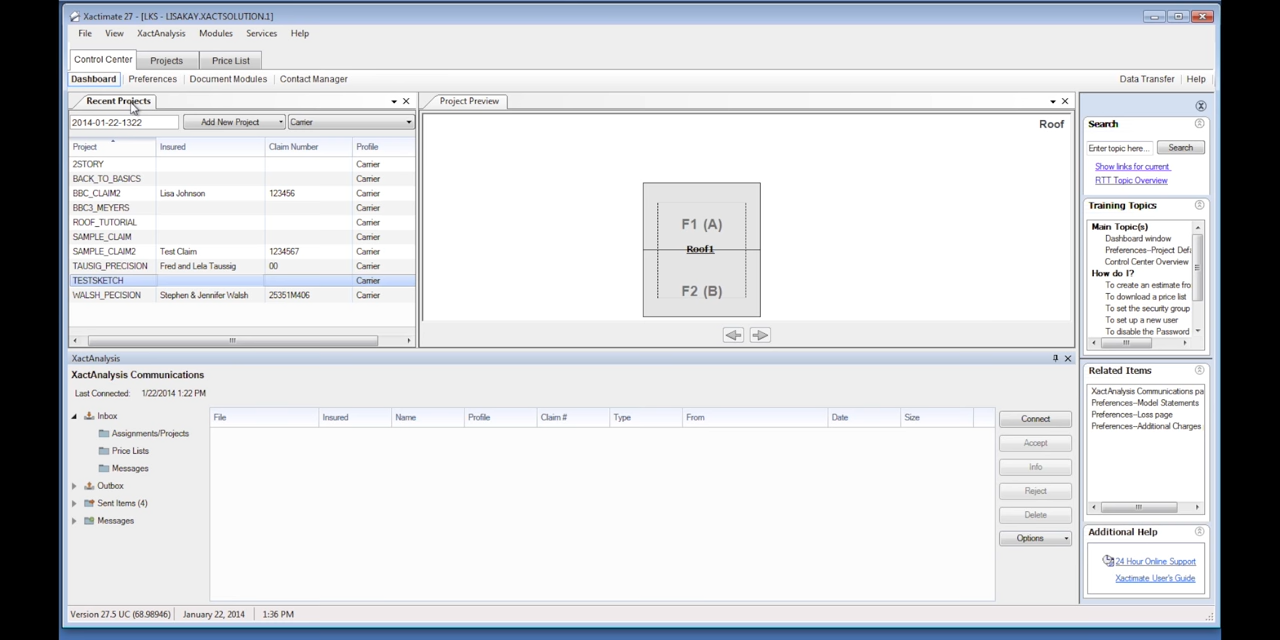 Xactimate 27 - [LKS - LISAKAY.XACTSOLUTION.1]
File View XactAnalysis Modules Services Help
Control Center Projects Price List
Dashboard Preferences Document Modules Contact Manager Data Transfer Help
Recent Projects
2014-01-22-1322 Add New Project Carrier
Project Insured Claim Number Profile
2STORY Carrier
BACK_TO_BASICS Carrier
BBC_CLAIM2 Lisa Johnson 123456 Carrier
BBC3_MEYERS Carrier
ROOF_TUTORIAL Carrier
SAMPLE_CLAIM Carrier
SAMPLE_CLAIM2 Test Claim 1234567 Carrier
TAUSIG_PRECISION Fred and Lela Taussig 00 Carrier
TESTSKETCH Carrier
WALSH_PECISION Stephen & Jennifer Walsh 25351M406 Carrier
Project Preview
Roof
F1 (A)
Roof1
F2 (B)
Search
Enter topic here... Search
Show links for current
RTT Topic Overview
Training Topics
Main Topic(s)
Dashboard window
Preferences--Project Defa
Control Center Overview
How do I?
To create an estimate fro
To download a price list
To set the security group
To set up a new user
To disable the Password
XactAnalysis
XactAnalysis Communications
Last Connected: 1/22/2014 1:22 PM
Inbox
Assignments/Projects
Price Lists
Messages
Outbox
Sent Items (4)
Messages
File Insured Name Profile Claim # Type From Date Size
Connect
Accept
Info
Reject
Delete
Options
Related Items
XactAnalysis Communications pa
Preferences--Model Statements
Preferences--Loss page
Preferences--Additional Charges
Additional Help
24 Hour Online Support
Xactimate User's Guide
Version 27.5 UC (68.98946) January 22, 2014 1:36 PM